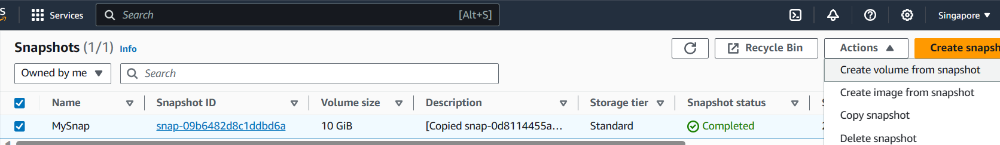 Services Search [Alt+S] Singapore
Snapshots (1/1) Info Recycle Bin Actions
Owned by me Search Create volume from snapshot
Create image from snapshot
Name Snapshot ID Volume size Description Storage tier Snapshot status
Copy snapshot
MySnap snap-09b6482d8c1ddbd6a 10 GiB [Copied snap-0d8114455a... Standard Completed
Delete snapshot